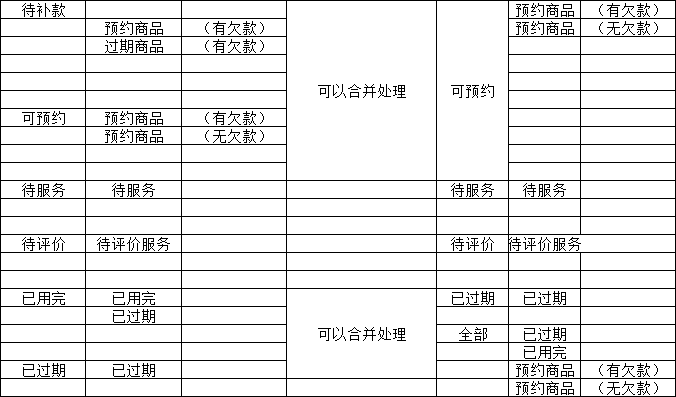 待补款 预约商品 （有欠款）
预约商品 （有欠款） 预约商品 （无欠款）
过期商品 （有欠款）
可以合并处理 可预约
可预约 预约商品 （有欠款）
预约商品 （无欠款）
待服务 待服务 待服务 待服务
待评价 待评价服务 待评价 待评价服务
已用完 已用完 已过期 已过期
已过期
可以合并处理 全部 已过期
已用完
已过期 已过期 预约商品 （有欠款）
预约商品 （无欠款）